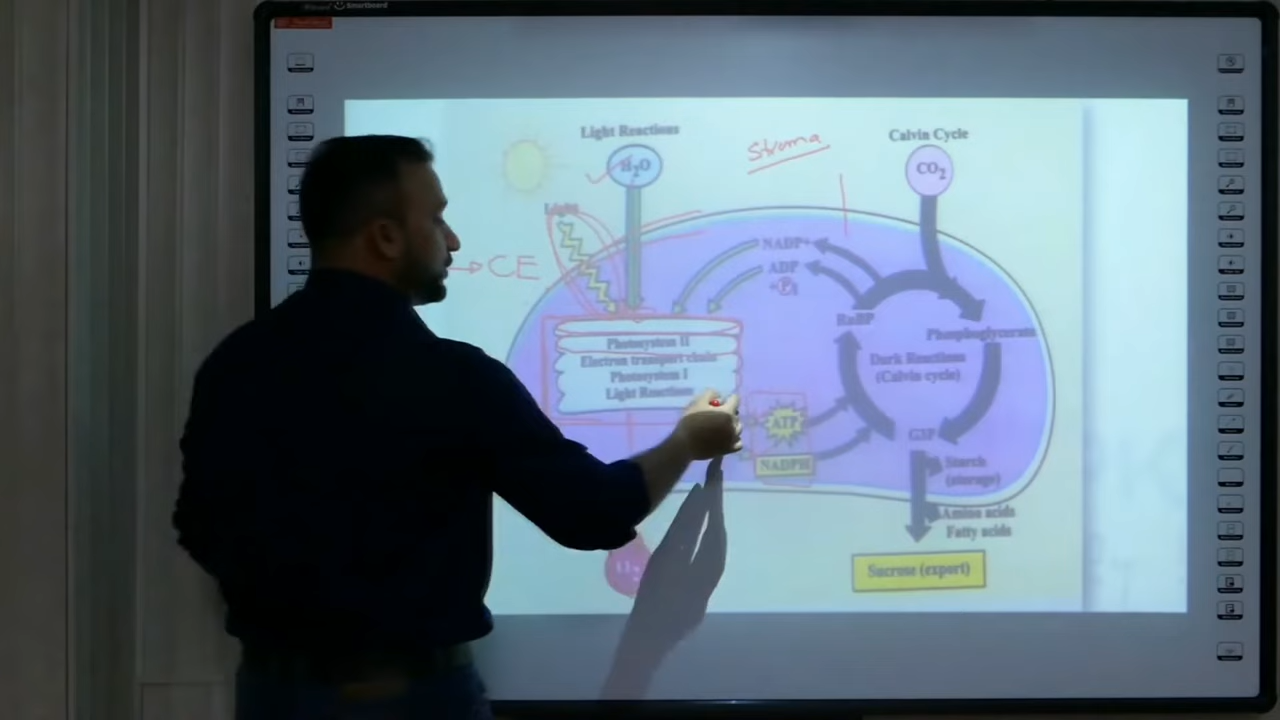 Smartboard
Light Reactions
Stroma
Calvin Cycle
H₂O
CO₂
Light
→CE
NADP+
ADP
+ P
RuBP
Phosphoglycerate
Photosystem II
Electron transport chain
Photosystem I
Light Reactions
Dark Reactions
(Calvin cycle)
ATP
G3P
NADPH
Starch
(storage)
Amino acids
Fatty acids
Sucrose (export)